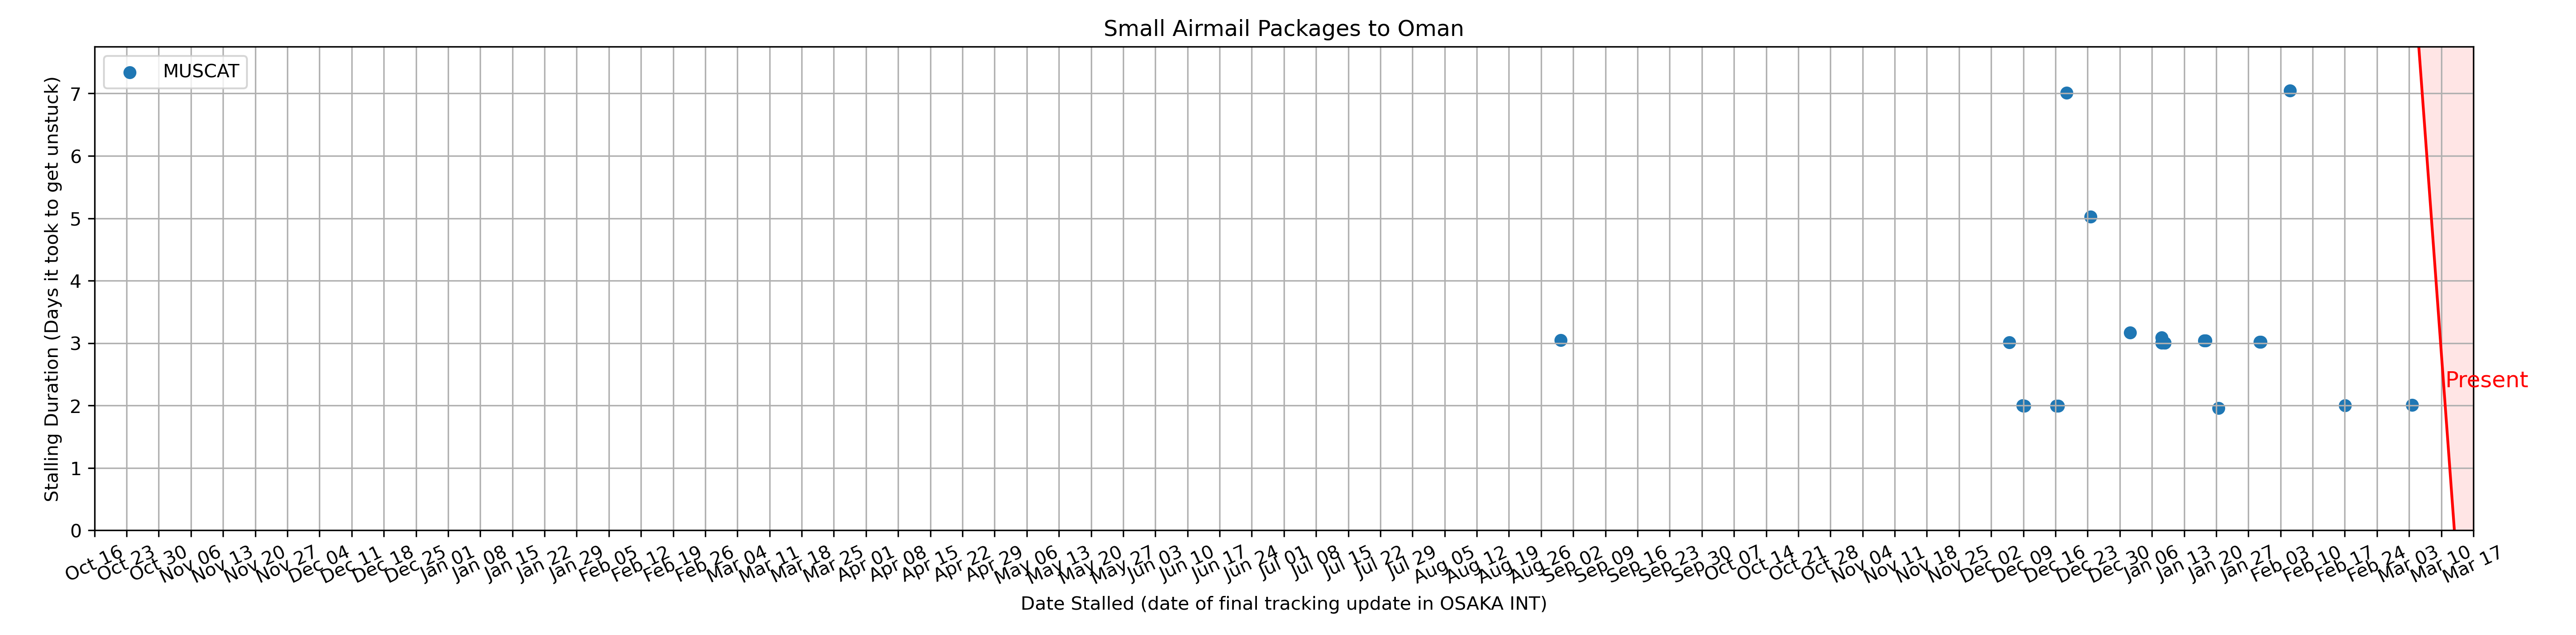 Small Airmail Packages to Oman
MUSCAT
Stalling Duration (Days it took to get unstuck)
7
6
5
4
3
2
1
0
Present
Oct 16
Oct 23
Oct 30
Nov 06
Nov 13
Nov 20
Nov 27
Dec 04
Dec 11
Dec 18
Dec 25
Jan 01
Jan 08
Jan 15
Jan 22
Jan 29
Feb 05
Feb 12
Feb 19
Feb 26
Mar 04
Mar 11
Mar 18
Mar 25
Apr 01
Apr 08
Apr 15
Apr 22
Apr 29
May 06
May 13
May 20
May 27
Jun 03
Jun 10
Jun 17
Jun 24
Jul 01
Jul 08
Jul 15
Jul 22
Jul 29
Aug 05
Aug 12
Aug 19
Aug 26
Sep 02
Sep 09
Sep 16
Sep 23
Sep 30
Oct 07
Oct 14
Oct 21
Oct 28
Nov 04
Nov 11
Nov 18
Nov 25
Dec 02
Dec 09
Dec 16
Dec 23
Dec 30
Jan 06
Jan 13
Jan 20
Jan 27
Feb 03
Feb 10
Feb 17
Feb 24
Mar 03
Mar 10
Mar 17
Date Stalled (date of final tracking update in OSAKA INT)